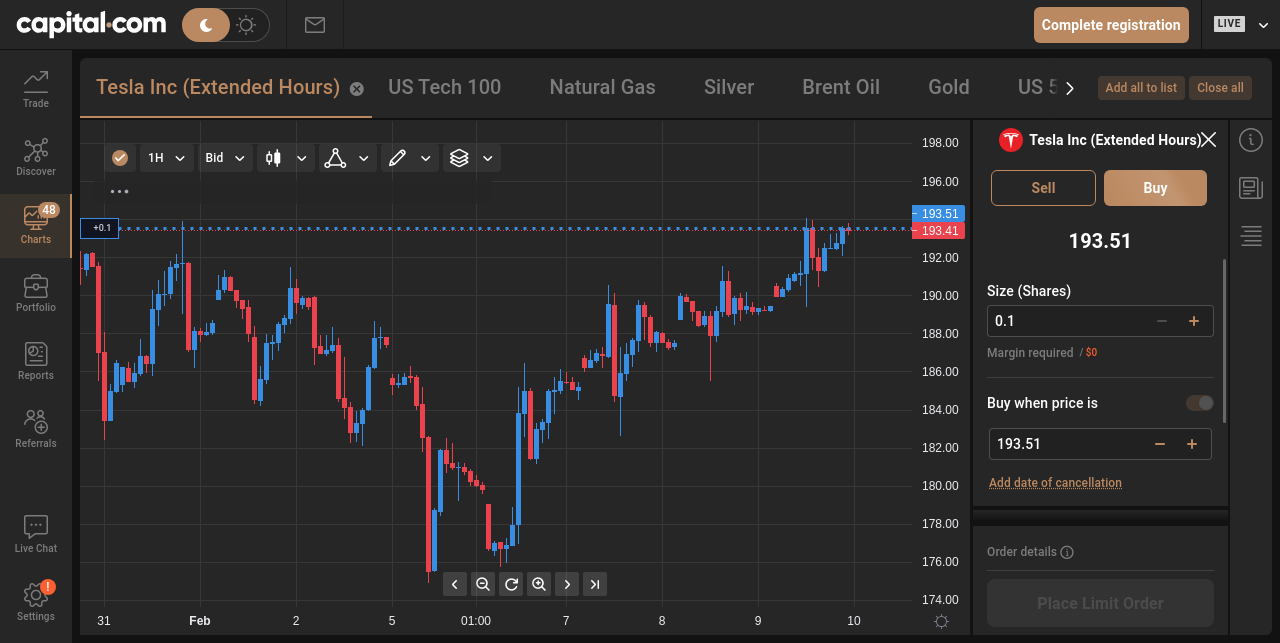 capital.com
Complete registration
LIVE
Trade
Discover
48
Charts
Portfolio
Reports
Referrals
Live Chat
!
Settings
Tesla Inc (Extended Hours)
US Tech 100
Natural Gas
Silver
Brent Oil
Gold
US 5
Add all to list
Close all
1H
Bid
...
+0.1
198.00
196.00
193.51
193.41
192.00
190.00
188.00
186.00
184.00
182.00
180.00
178.00
176.00
174.00
31
Feb
2
5
01:00
7
8
9
10
Tesla Inc (Extended Hours)
Sell
Buy
193.51
Size (Shares)
0.1
Margin required / $0
Buy when price is
193.51
Add date of cancellation
Order details
Place Limit Order